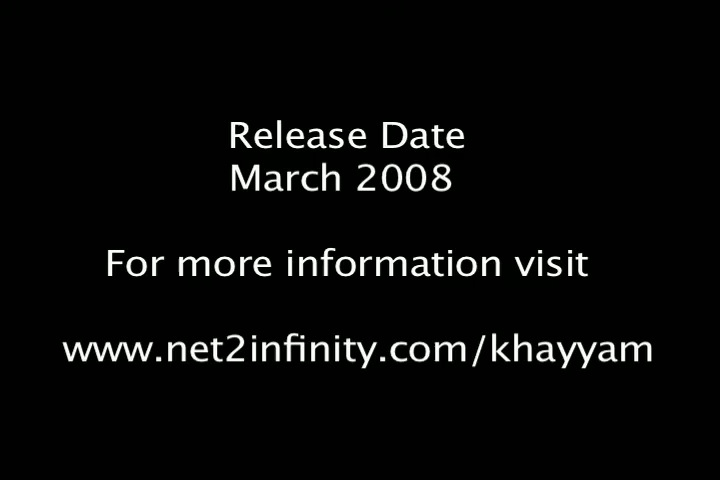 Release Date
March 2008
For more information visit
www.net2infinity.com/khayyam